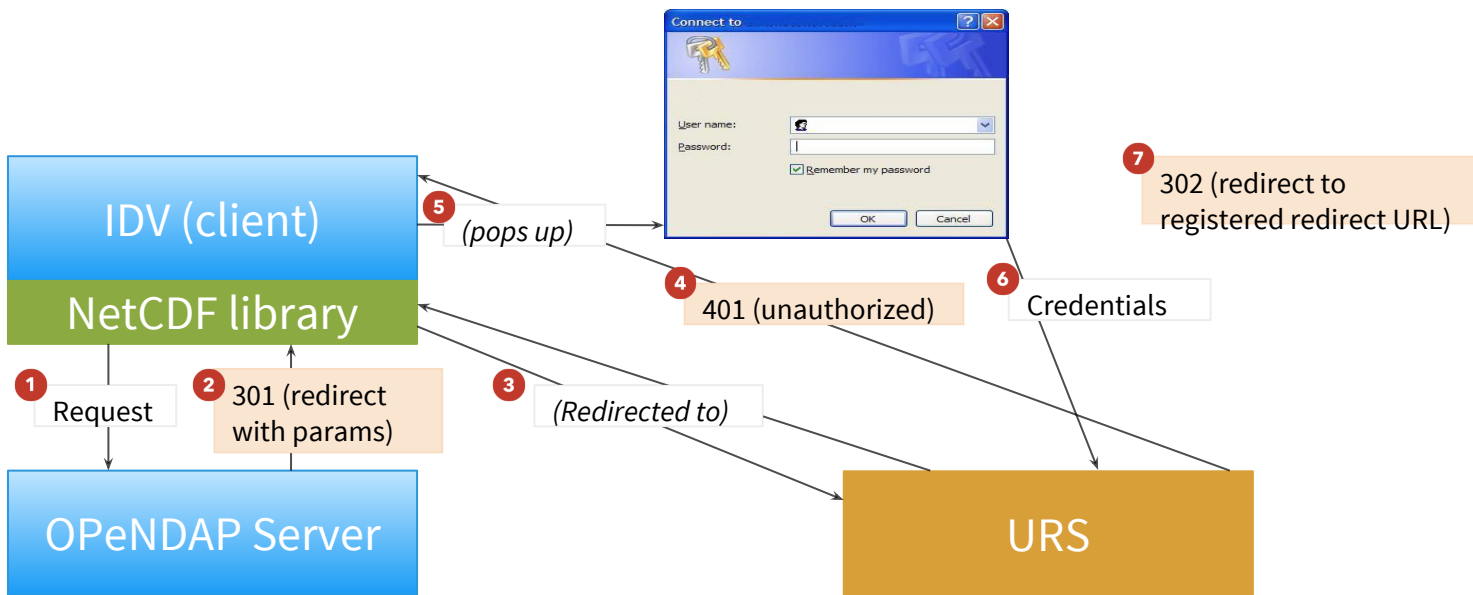 Connect to
User name:
Password:
Remember my password
OK
Cancel
7
302 (redirect to
registered redirect URL)
IDV (client)
5
(pops up)
4
401 (unauthorized)
6
Credentials
NetCDF library
1
Request
2
301 (redirect
with params)
3
(Redirected to)
OPeNDAP Server
URS